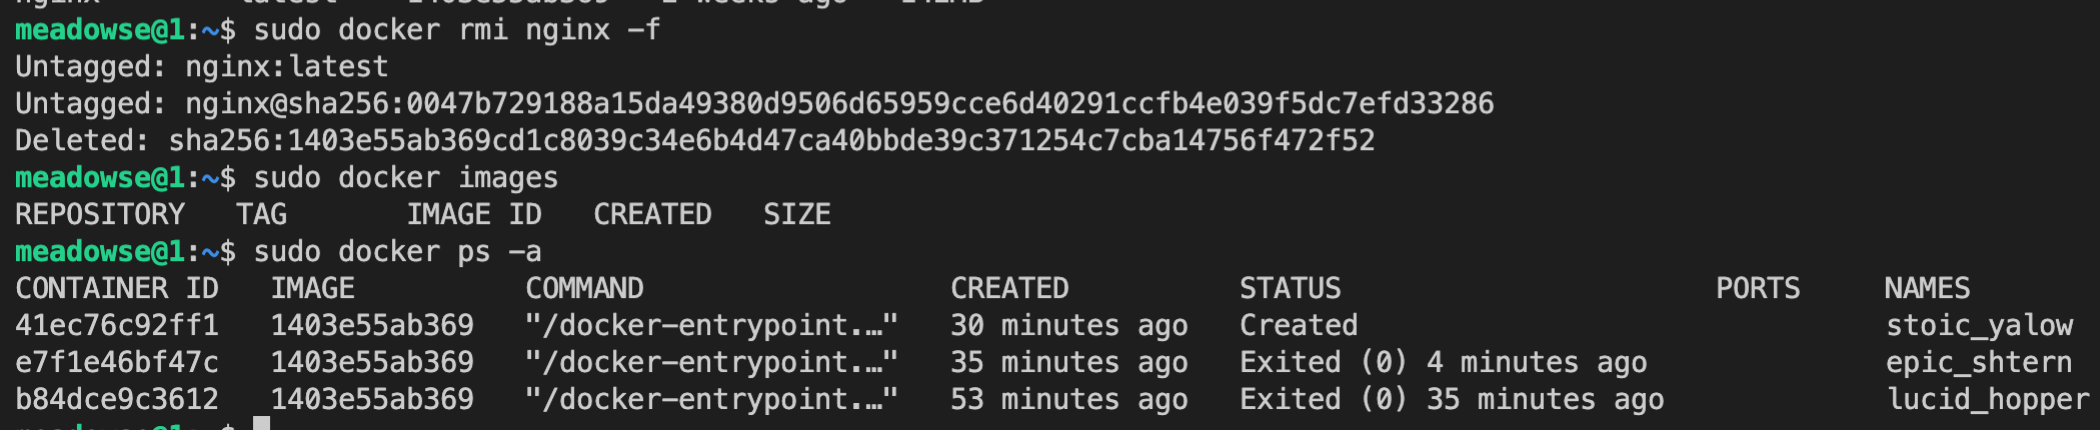 meadowse@1:~$ sudo docker rmi nginx -f
Untagged: nginx:latest
Untagged: nginx@sha256:0047b729188a15da49380d9506d65959cce6d40291ccfb4e039f5dc7efd33286
Deleted: sha256:1403e55ab369cd1c8039c34e6b4d47ca40bbde39c371254c7cba14756f472f52
meadowse@1:~$ sudo docker images
REPOSITORY   TAG       IMAGE ID   CREATED   SIZE
meadowse@1:~$ sudo docker ps -a
CONTAINER ID   IMAGE          COMMAND                  CREATED          STATUS                      PORTS     NAMES
41ec76c92ff1   1403e55ab369   "/docker-entrypoint.…"   30 minutes ago   Created                               stoic_yalow
e7f1e46bf47c   1403e55ab369   "/docker-entrypoint.…"   35 minutes ago   Exited (0) 4 minutes ago              epic_shtern
b84dce9c3612   1403e55ab369   "/docker-entrypoint.…"   53 minutes ago   Exited (0) 35 minutes ago             lucid_hopper